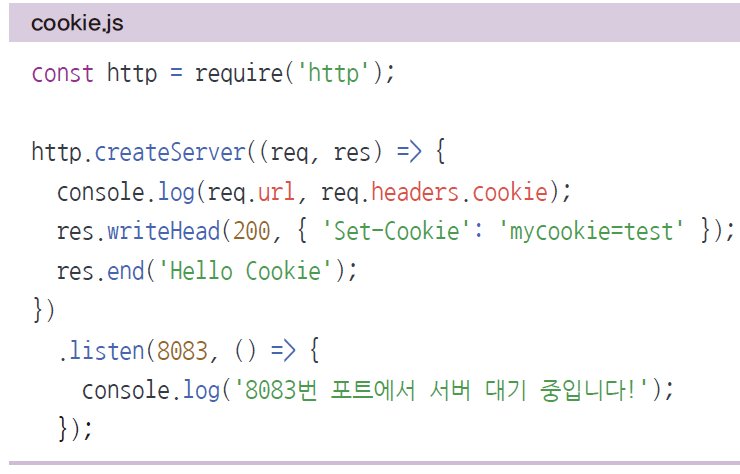 cookie.js
const http = require('http');
http.createServer((req, res) => {
console.log(req.url, req.headers.cookie);
res.writeHead(200, { 'Set-Cookie': 'mycookie=test' });
res.end('Hello Cookie');
})
.listen(8083, () => {
console.log('8083번 포트에서 서버 대기 중입니다!');
});